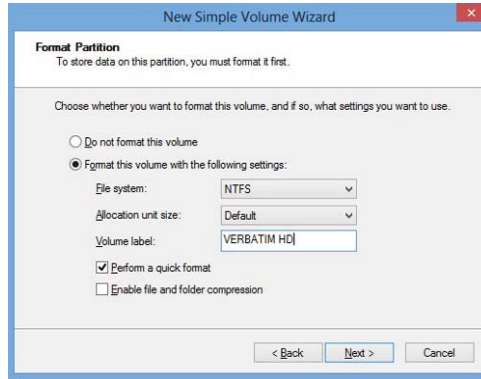 New Simple Volume Wizard
Format Partition
To store data on this partition, you must format it first.
Choose whether you want to format this volume, and if so, what settings you want to use.
Do not format this volume
Format this volume with the following settings:
File system: NTFS
Allocation unit size: Default
Volume label: VERBATIM HD
Perform a quick format
Enable file and folder compression
< Back Next > Cancel